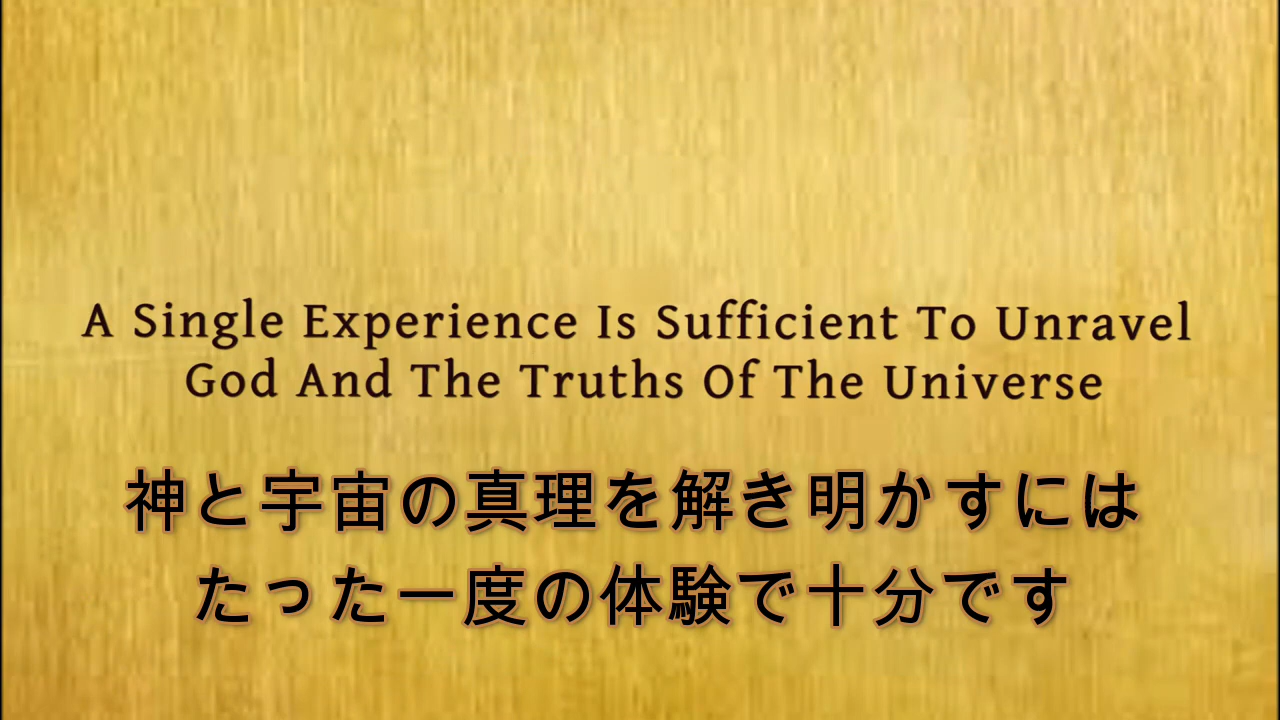 A Single Experience Is Sufficient To Unravel
God And The Truths Of The Universe
神と宇宙の真理を解き明かすには
たった一度の体験で十分です